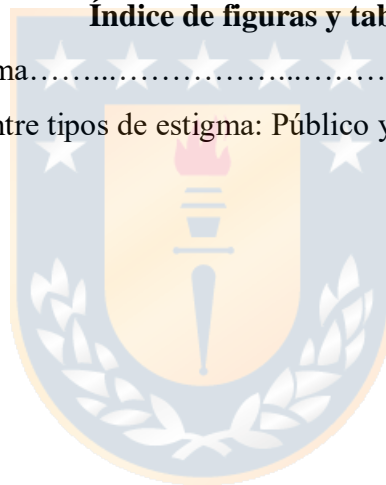 Índice de figuras y tab
ma……...……………...………
ntre tipos de estigma: Público y